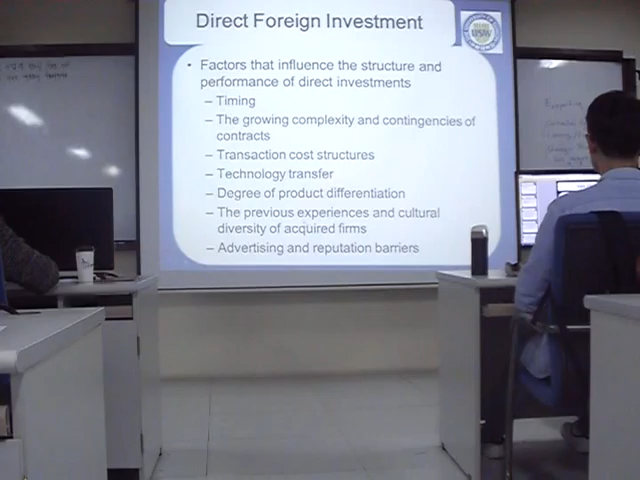 Direct Foreign Investment
• Factors that influence the structure and
performance of direct investments
– Timing
– The growing complexity and contingencies of
contracts
– Transaction cost structures
– Technology transfer
– Degree of product differentiation
– The previous experiences and cultural
diversity of acquired firms
– Advertising and reputation barriers